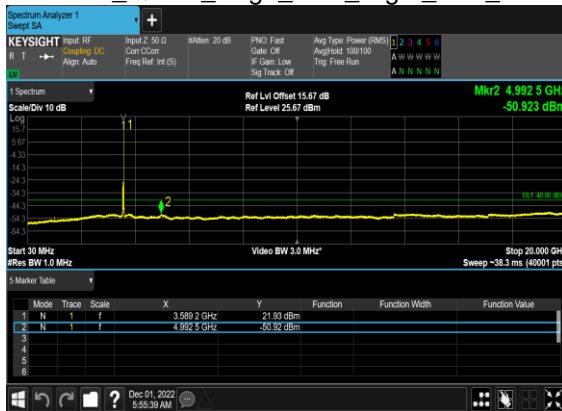 Spectrum Analyzer 1
Swept SA
+
KEYSIGHT Input: RF Input Z: 50 Ω #Atten: 20 dB PNO: Fast Avg Type: Power (RMS) 1 2 3 4 5 6
R T Coupling: DC Corr CCorr Gate: Off Avg|Hold: 100/100 A W W W W W
Align: Auto Freq Ref: Int (S) IF Gain: Low Trig: Free Run
Sig Track: Off A N N N N N
1 Spectrum Ref Lvl Offset 15.67 dB Mkr2 4.992 5 GHz
Scale/Div 10 dB Ref Level 25.67 dBm -50.923 dBm
Log
15.7
5.67
-4.33
-14.3
-24.3
-34.3
-44.3
-54.3
-64.3
1
2
DL1 -40.00 dBm
Start 30 MHz Video BW 3.0 MHz* Stop 20.000 GHz
#Res BW 1.0 MHz Sweep ~38.3 ms (40001 pts)
5 Marker Table
Mode Trace Scale X Y Function Function Width Function Value
1 N 1 f 3.589 2 GHz 21.93 dBm
2 N 1 f 4.992 5 GHz -50.92 dBm
3
4
5
6
? Dec 01, 2022
5:55:39 AM